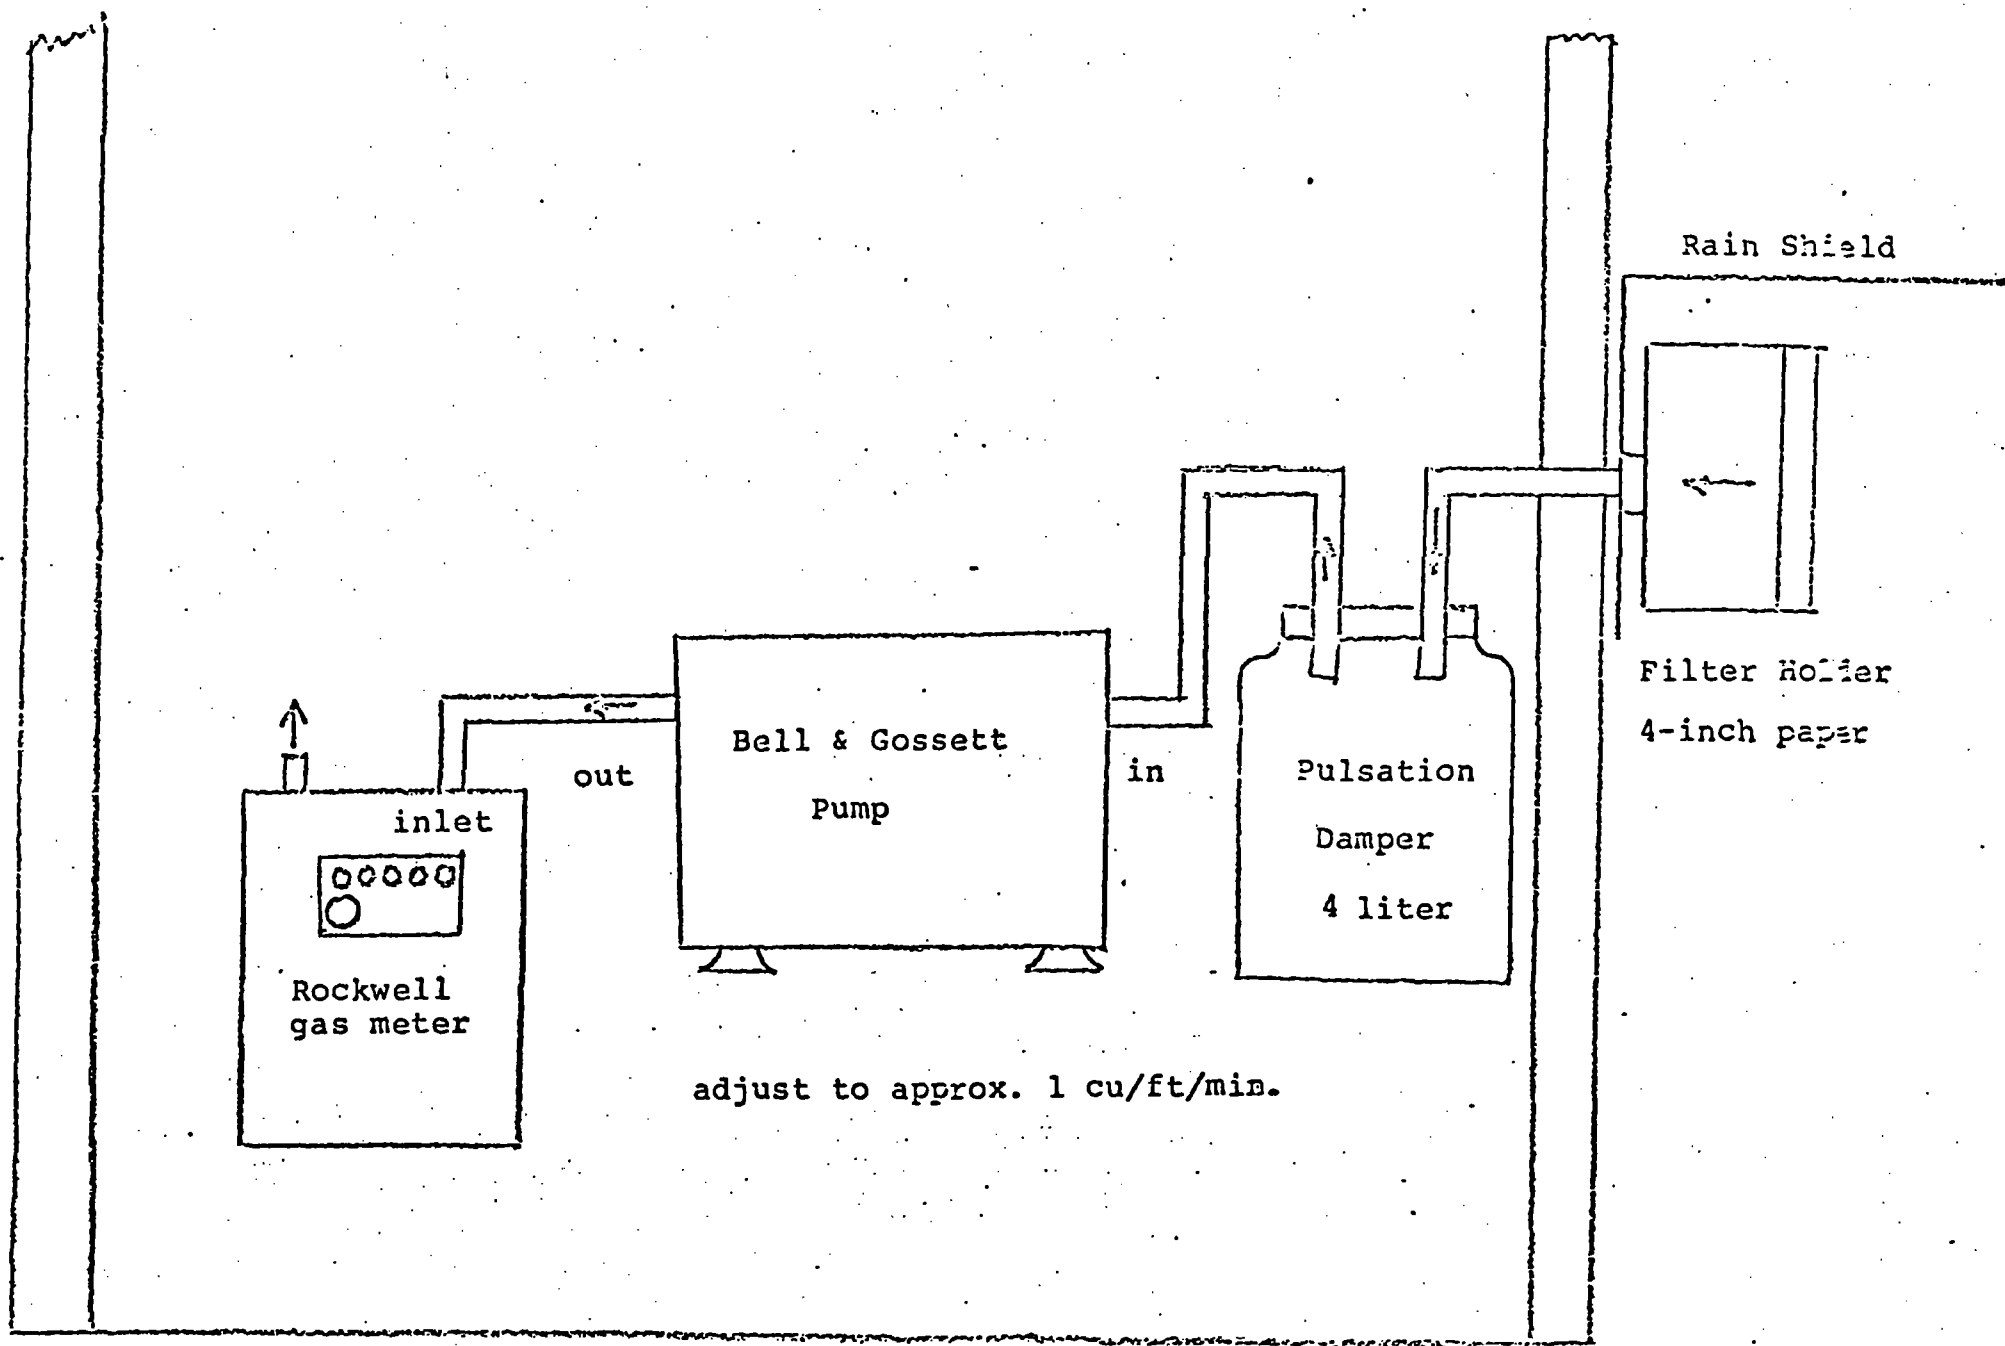 Rain Shield
Filter Holder
4-inch paper
Bell & Gossett
Pump
out
in
Pulsation
Damper
4 liter
inlet
Rockwell
gas meter
adjust to approx. 1 cu/ft/min.